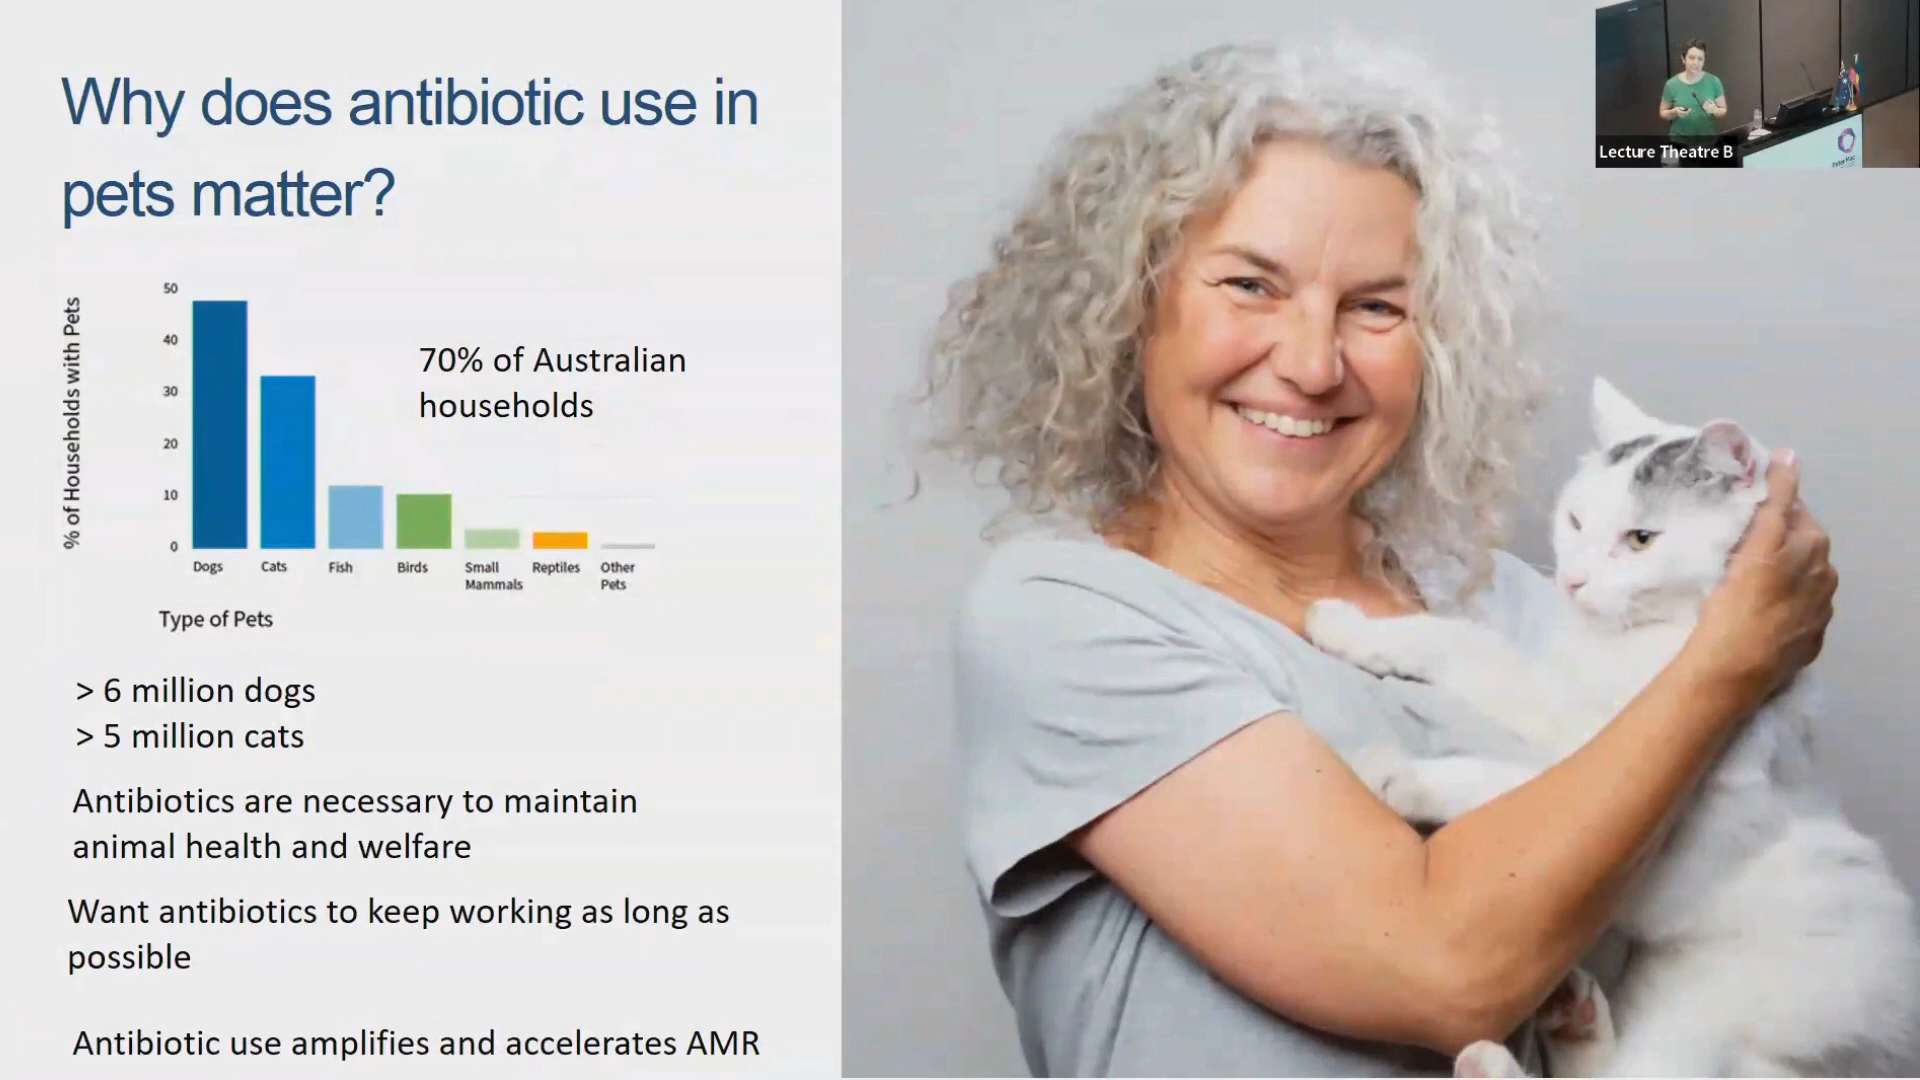 Why does antibiotic use in
pets matter?
% of Households with Pets
50
40
30
20
10
0
70% of Australian
households
Dogs
Cats
Fish
Birds
Small
Mammals
Reptiles
Other
Pets
Type of Pets
> 6 million dogs
> 5 million cats
Antibiotics are necessary to maintain
animal health and welfare
Want antibiotics to keep working as long as
possible
Antibiotic use amplifies and accelerates AMR
Lecture Theatre B
Peter Mac